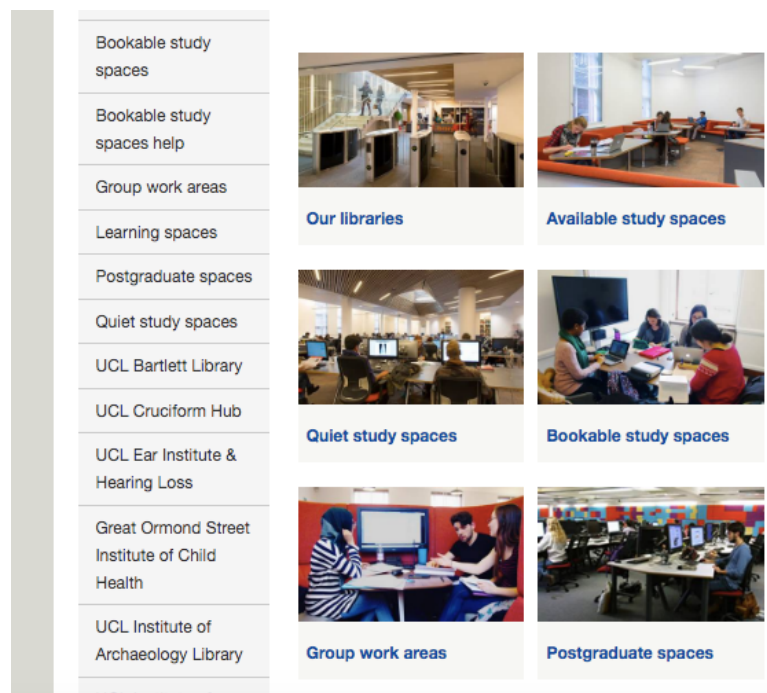 Bookable study
spaces
Bookable study
spaces help
Group work areas
Learning spaces
Postgraduate spaces
Quiet study spaces
UCL Bartlett Library
UCL Cruciform Hub
UCL Ear Institute &
Hearing Loss
Great Ormond Street
Institute of Child
Health
UCL Institute of
Archaeology Library
Our libraries
Available study spaces
Quiet study spaces
Bookable study spaces
Group work areas
Postgraduate spaces